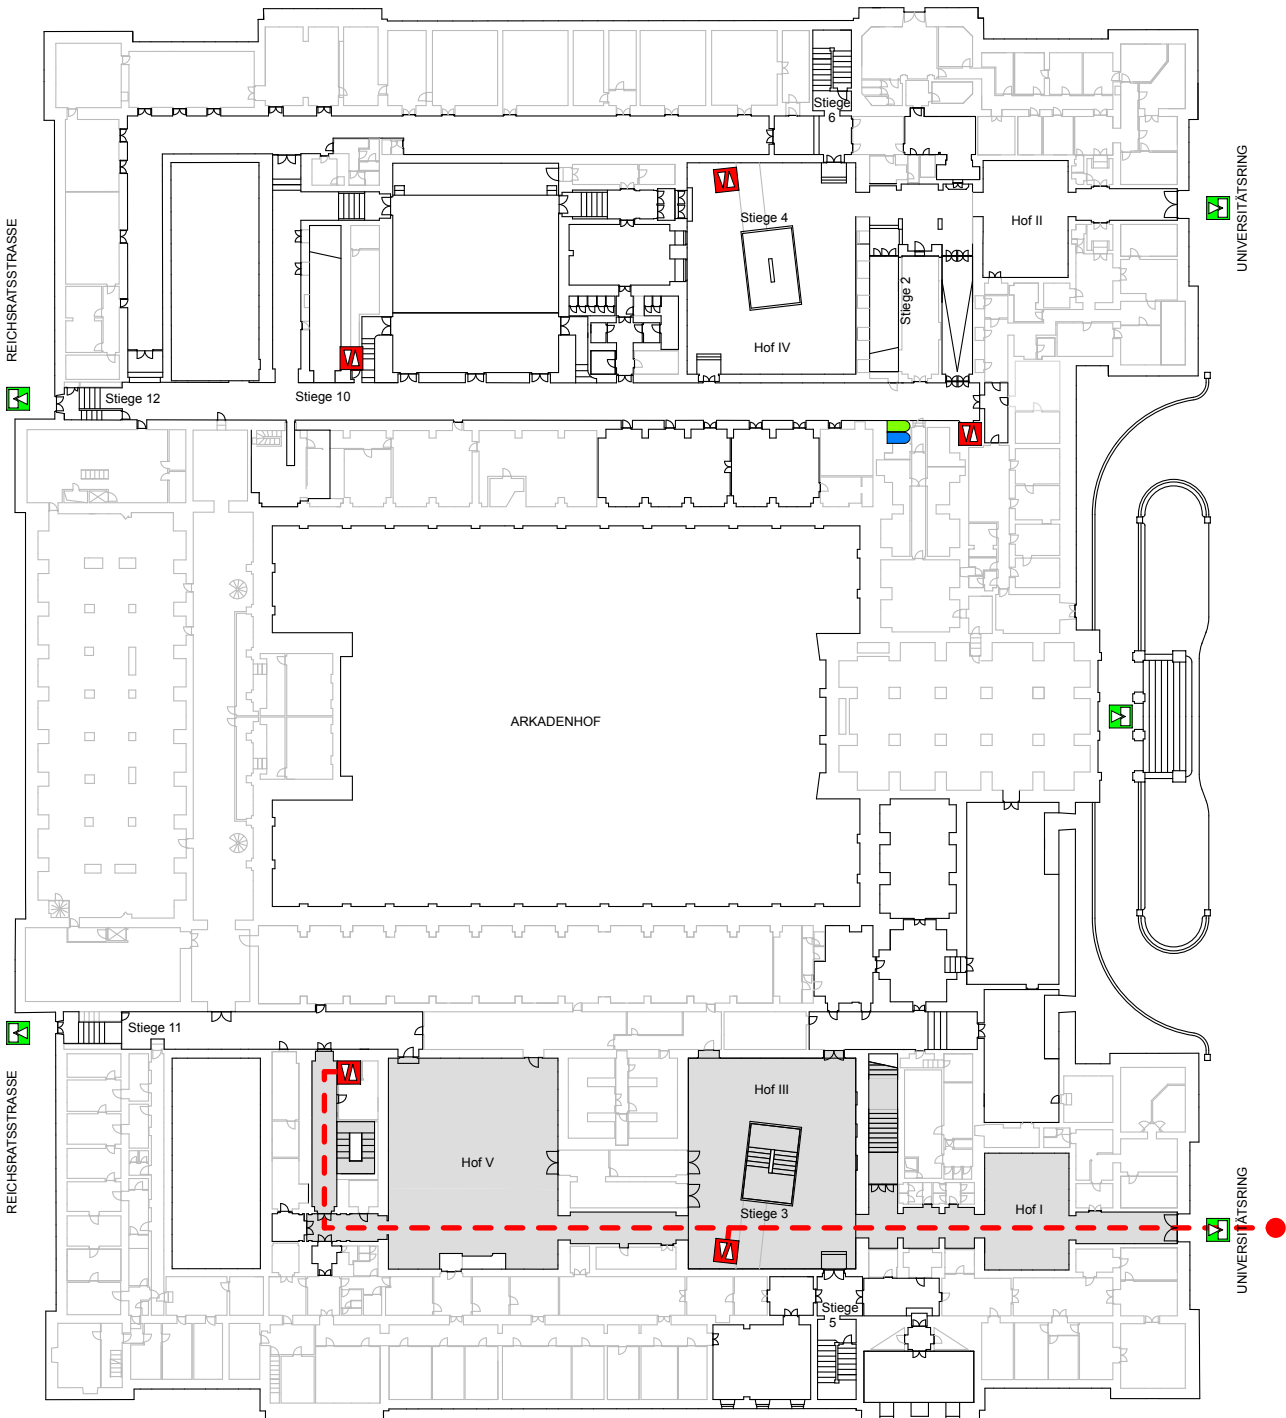 Stiege
6
UNIVERSITÄTSRING
REICHSRATSSTRASSE
Stiege 4
Hof II
Stiege 2
Hof IV
Stiege 12
Stiege 10
ARKADENHOF
Stiege 11
REICHSRATSSTRASSE
Hof III
Hof V
Stiege 3
Hof I
UNIVERSITÄTSRING
Stiege
5